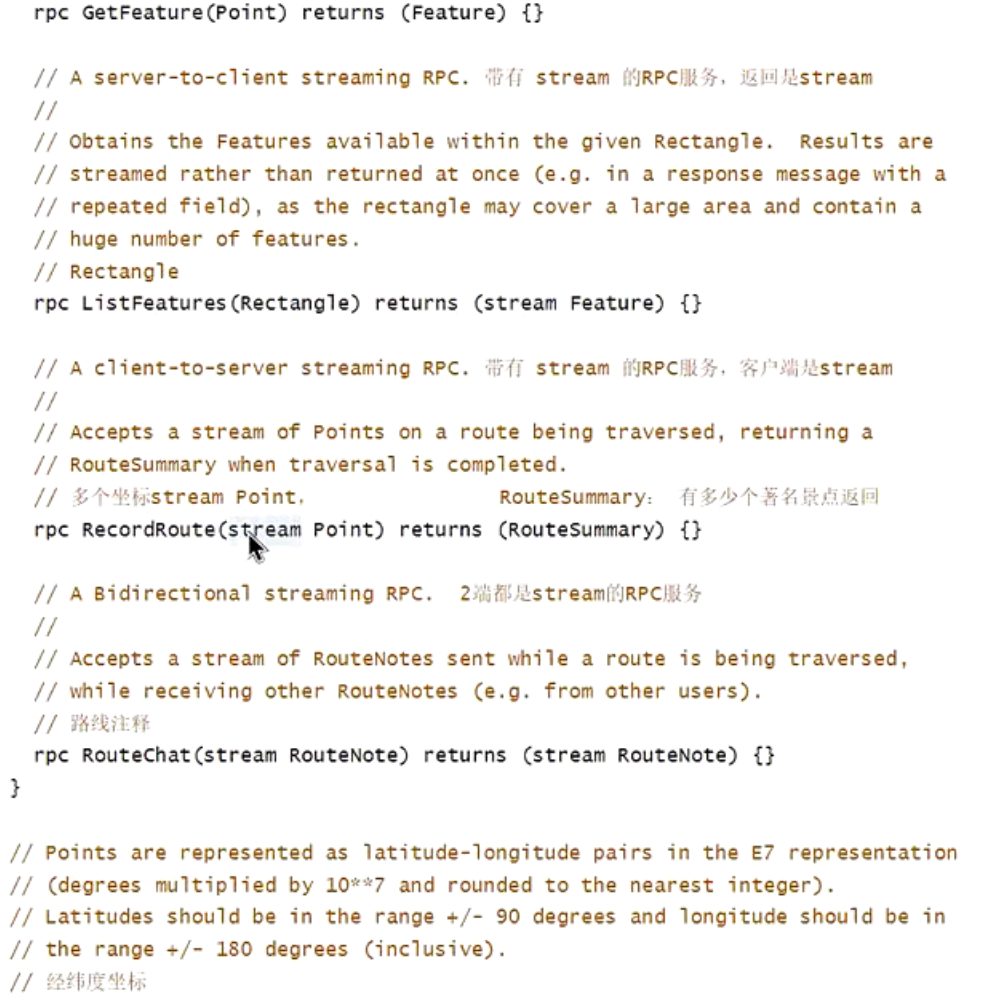 rpc GetFeature(Point) returns (Feature) {}
// A server-to-client streaming RPC. 带有 stream 的RPC服务，返回是stream
//
// Obtains the Features available within the given Rectangle.  Results are
// streamed rather than returned at once (e.g. in a response message with a
// repeated field), as the rectangle may cover a large area and contain a
// huge number of features.
// Rectangle
rpc ListFeatures(Rectangle) returns (stream Feature) {}
// A client-to-server streaming RPC. 带有 stream 的RPC服务，客户端是stream
//
// Accepts a stream of Points on a route being traversed, returning a
// RouteSummary when traversal is completed.
// 多个坐标stream Point，                RouteSummary： 有多少个著名景点返回
rpc RecordRoute(stream Point) returns (RouteSummary) {}
// A Bidirectional streaming RPC.  2端都是stream的RPC服务
//
// Accepts a stream of RouteNotes sent while a route is being traversed,
// while receiving other RouteNotes (e.g. from other users).
// 路线注释
rpc RouteChat(stream RouteNote) returns (stream RouteNote) {}
}
// Points are represented as latitude-longitude pairs in the E7 representation
// (degrees multiplied by 10**7 and rounded to the nearest integer).
// Latitudes should be in the range +/- 90 degrees and longitude should be in
// the range +/- 180 degrees (inclusive).
// 经纬度坐标